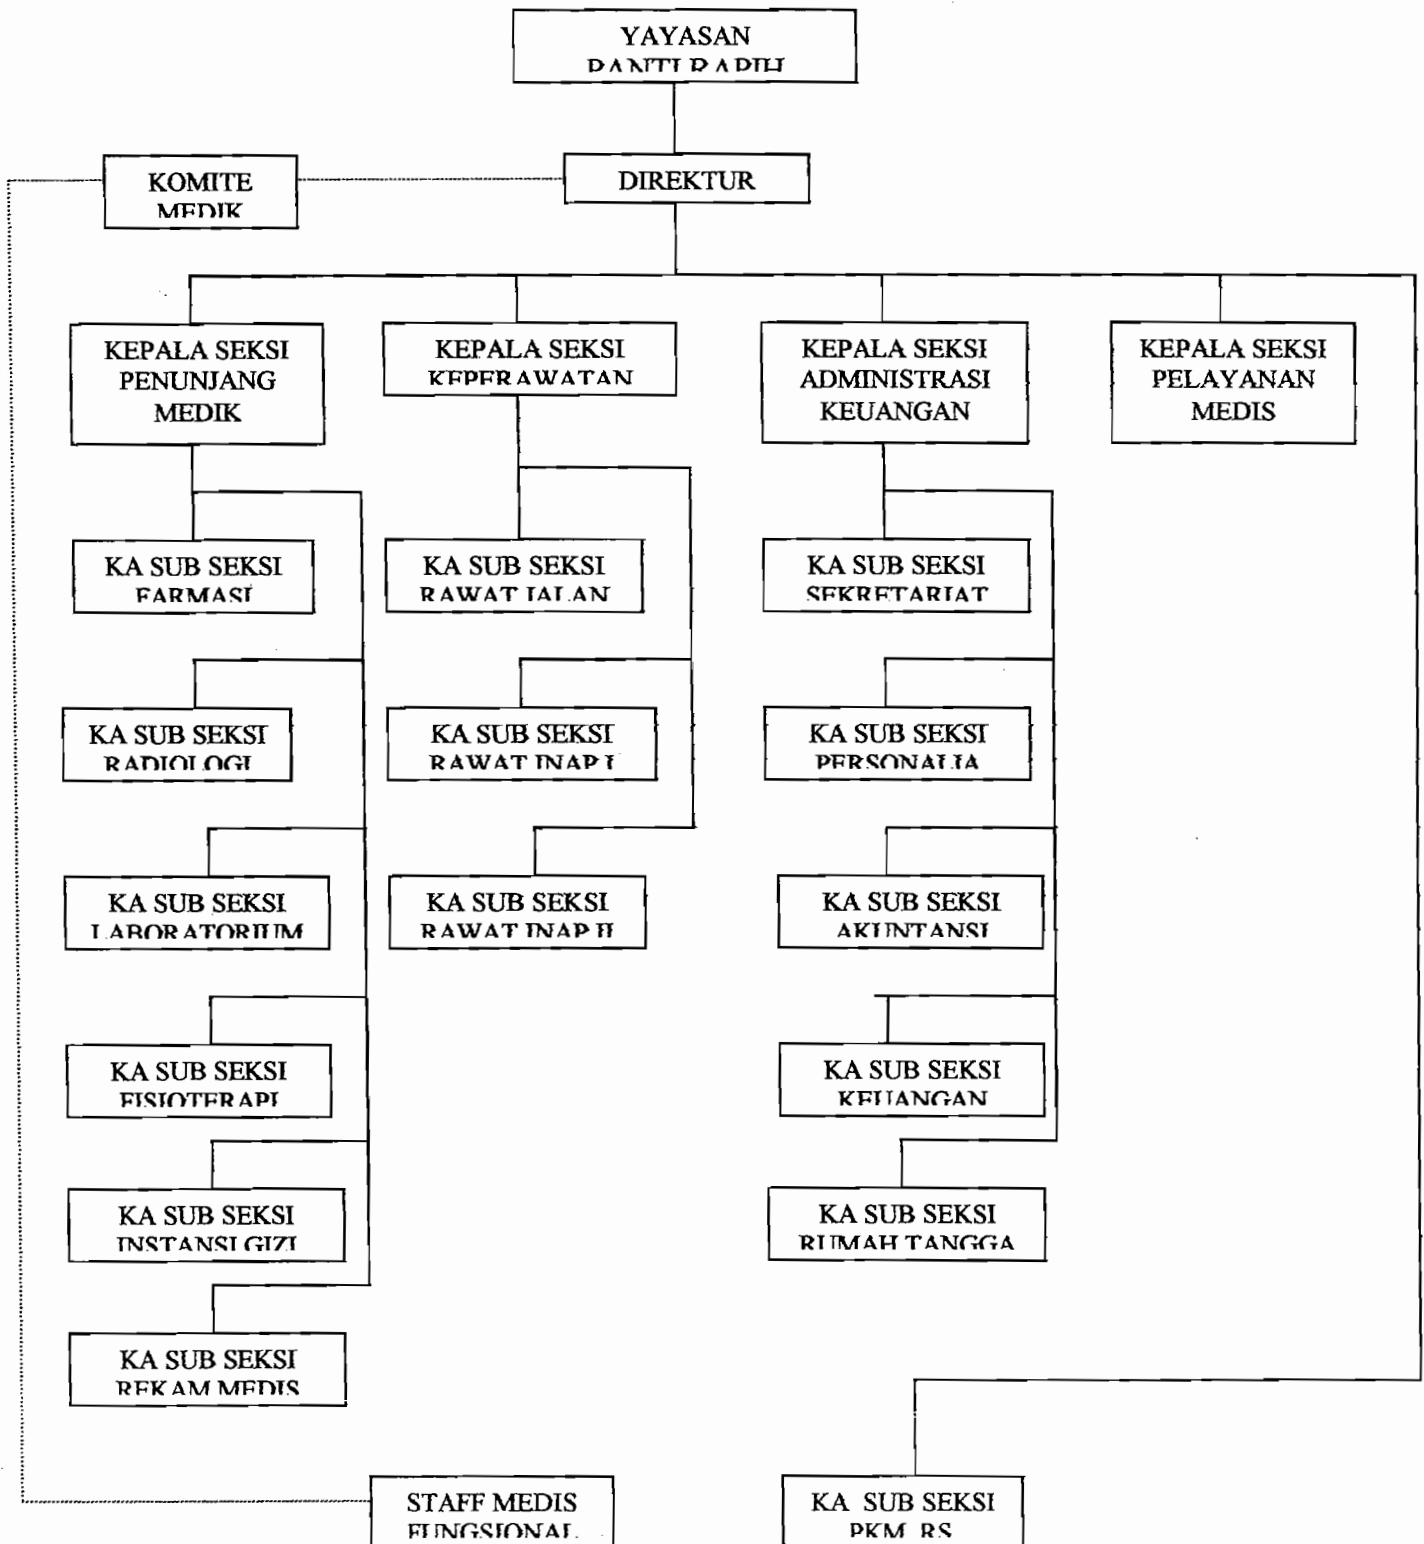 YAYASAN
PANTI RAPIH
KOMITE
MEDIK
DIREKTUR
KEPALA SEKSI
PENUNJANG
MEDIK
KEPALA SEKSI
KEPERAWATAN
KEPALA SEKSI
ADMINISTRASI
KEUANGAN
KEPALA SEKSI
PELAYANAN
MEDIS
KA SUB SEKSI
FARMASI
KA SUB SEKSI
RAWAT JALAN
KA SUB SEKSI
SEKRETARIAT
KA SUB SEKSI
RADIOLOGI
KA SUB SEKSI
RAWAT INAP I
KA SUB SEKSI
PERSONALIA
KA SUB SEKSI
LABORATORIUM
KA SUB SEKSI
RAWAT INAP II
KA SUB SEKSI
AKUNTANSI
KA SUB SEKSI
FISIOTERAPI
KA SUB SEKSI
KEUANGAN
KA SUB SEKSI
INSTANSI GIZI
KA SUB SEKSI
RUMAH TANGGA
KA SUB SEKSI
REKAM MEDIS
STAFF MEDIS
FUNGSIONAL
KA SUB SEKSI
PKM RS